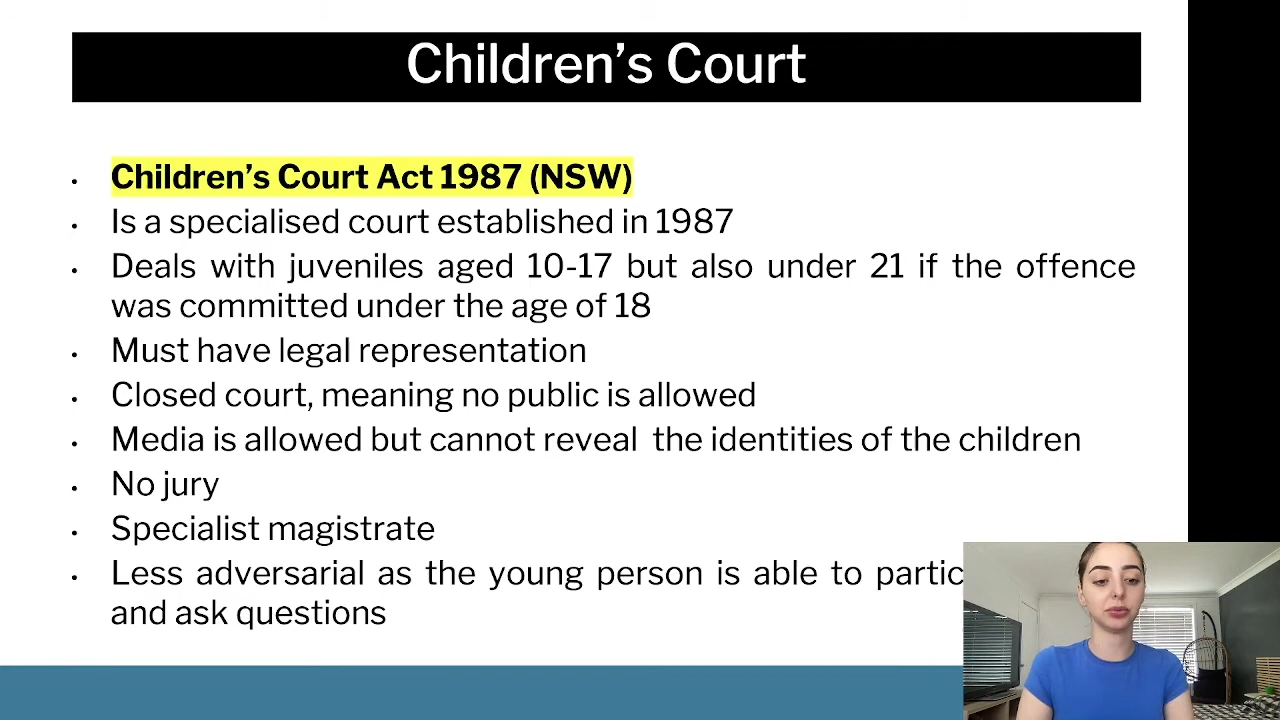 Children's Court
• Children's Court Act 1987 (NSW)
• Is a specialised court established in 1987
• Deals with juveniles aged 10-17 but also under 21 if the offence
was committed under the age of 18
• Must have legal representation
• Closed court, meaning no public is allowed
• Media is allowed but cannot reveal the identities of the children
• No jury
• Specialist magistrate
• Less adversarial as the young person is able to partic
and ask questions